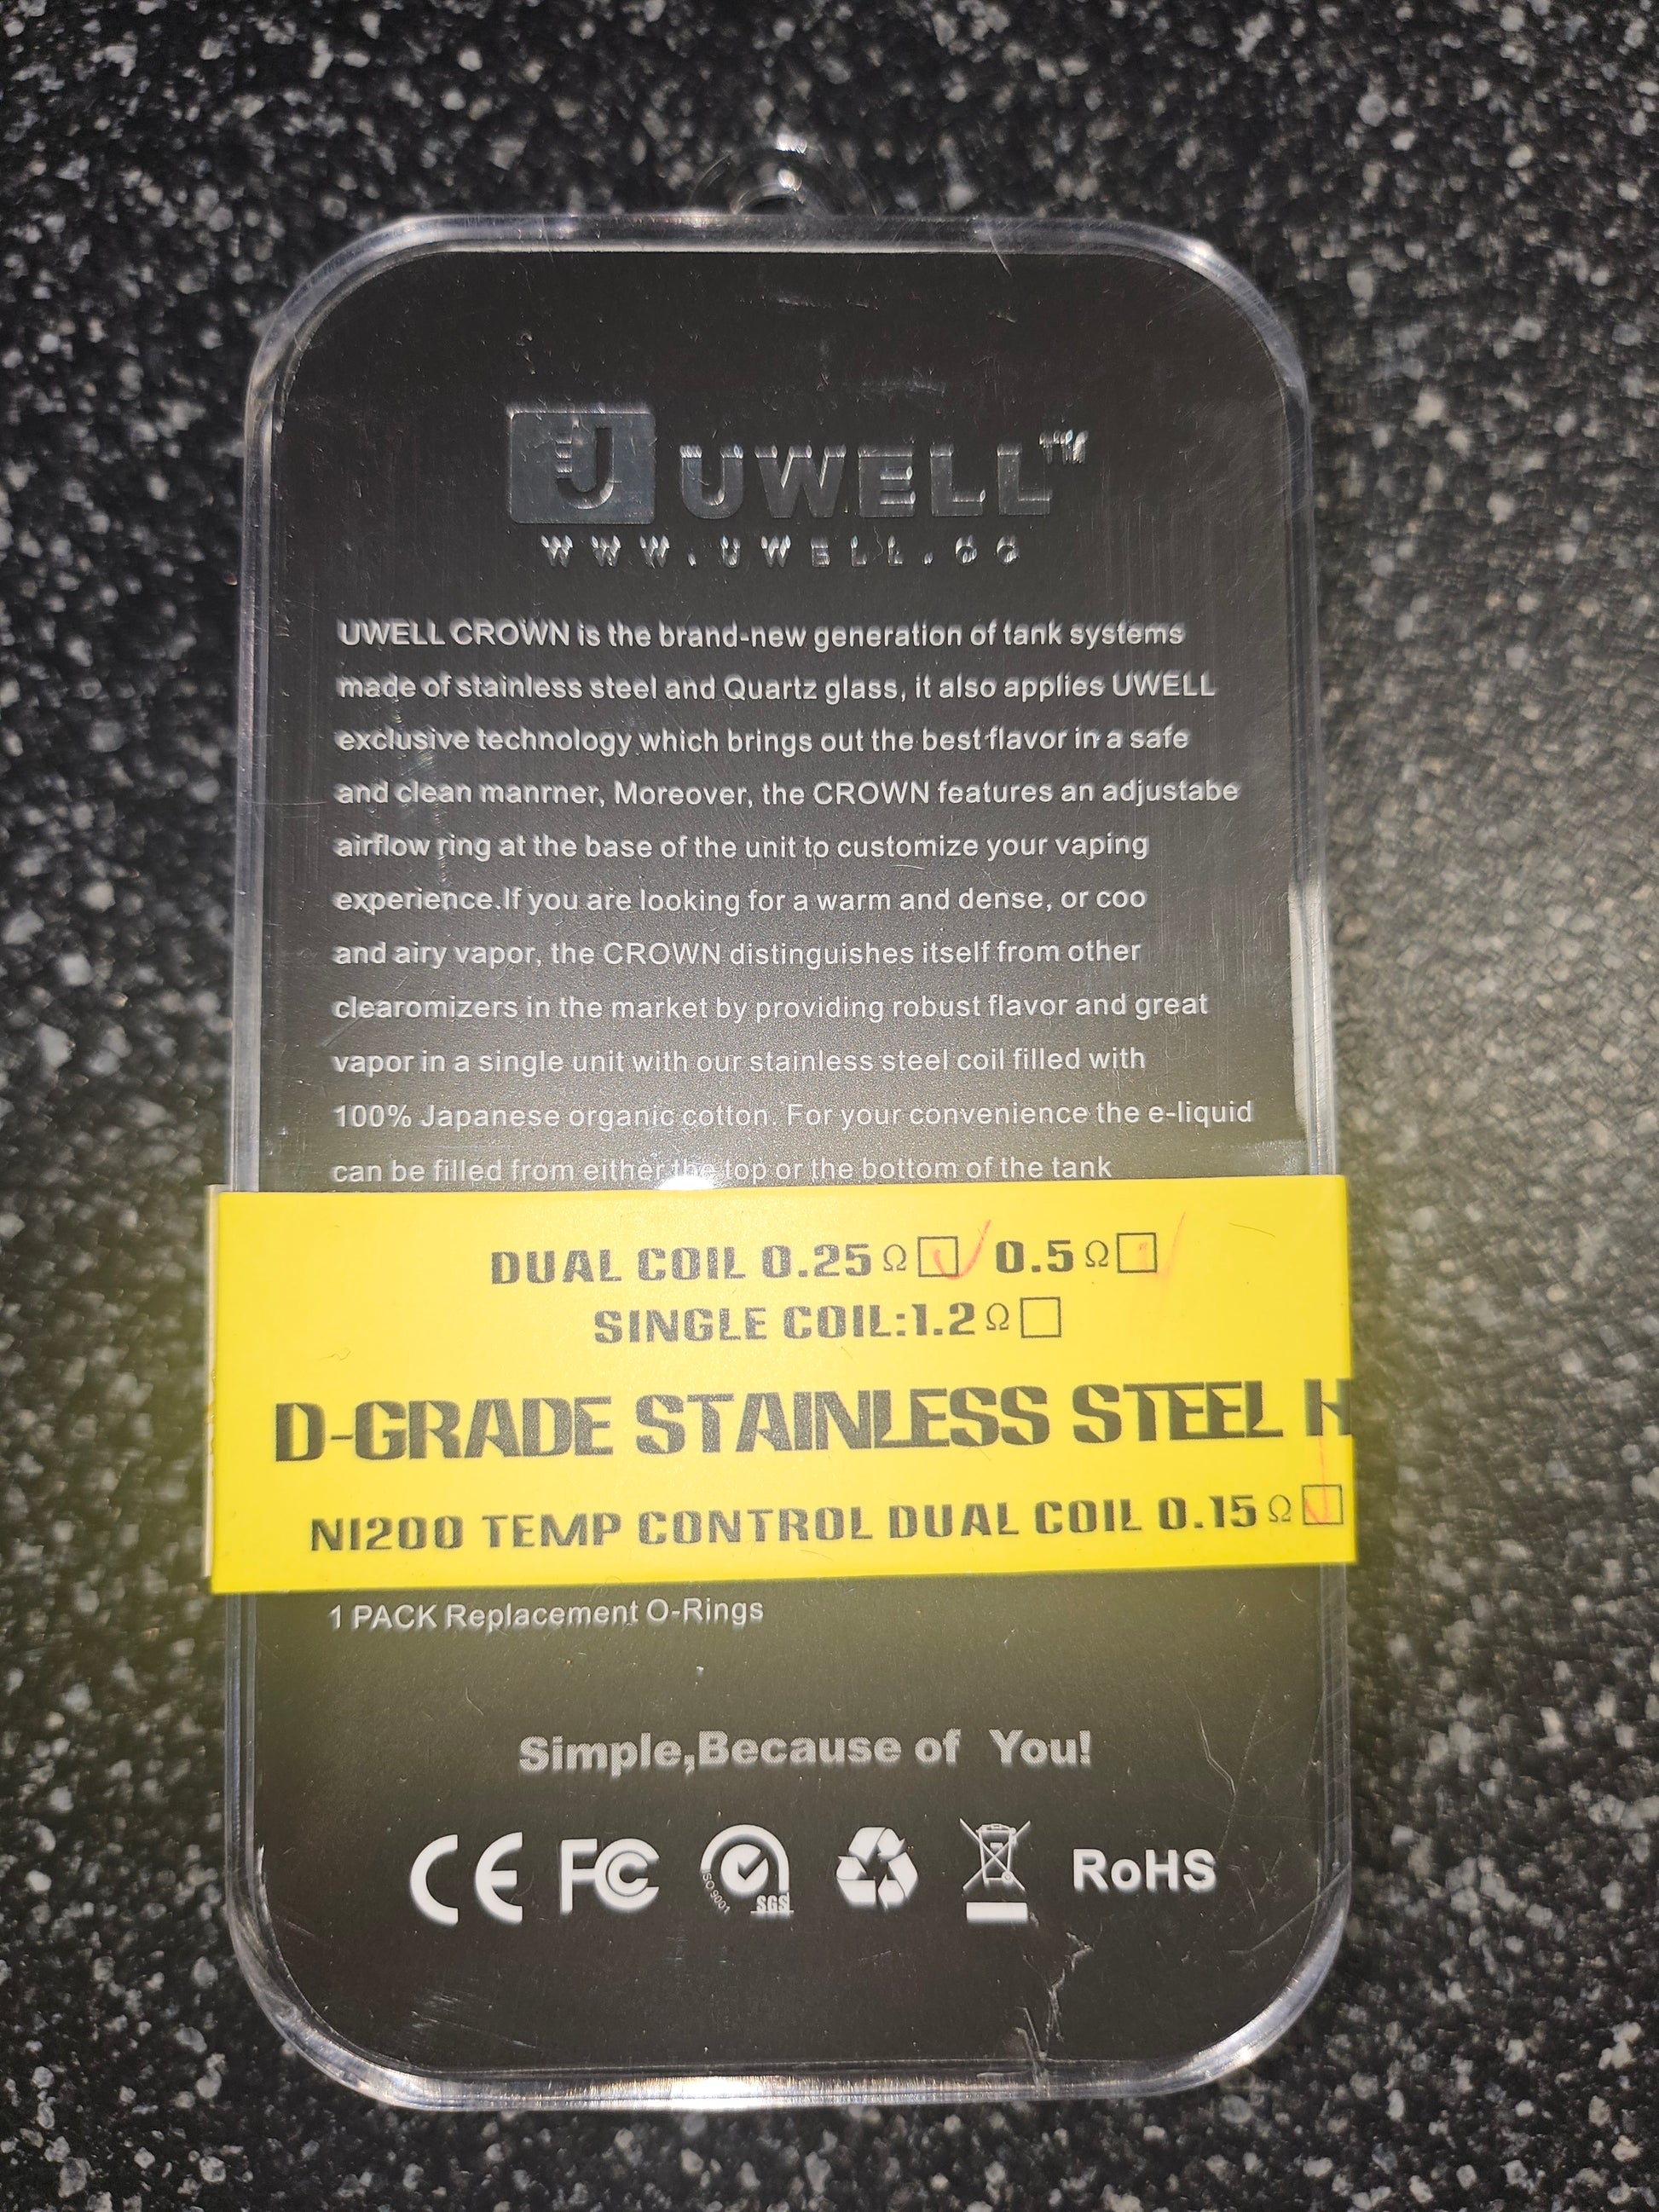 UWELL™
WWW.UWELL.CC
UWELL CROWN is the brand-new generation of tank systems
made of stainless steel and Quartz glass, it also applies UWELL
exclusive technology which brings out the best flavor in a safe
and clean manrner, Moreover, the CROWN features an adjustabe
airflow ring at the base of the unit to customize your vaping
experience.If you are looking for a warm and dense, or coo
and airy vapor, the CROWN distinguishes itself from other
clearomizers in the market by providing robust flavor and great
vapor in a single unit with our stainless steel coil filled with
100% Japanese organic cotton. For your convenience the e-liquid
can be filled from either the top or the bottom of the tank
DUAL COIL 0.25Ω 0.5Ω
SINGLE COIL:1.2Ω
D-GRADE STAINLESS STEEL H
NI200 TEMP CONTROL DUAL COIL 0.15Ω
1 PACK Replacement O-Rings
Simple,Because of You!
CE FC ISO 9001 SGS RoHS